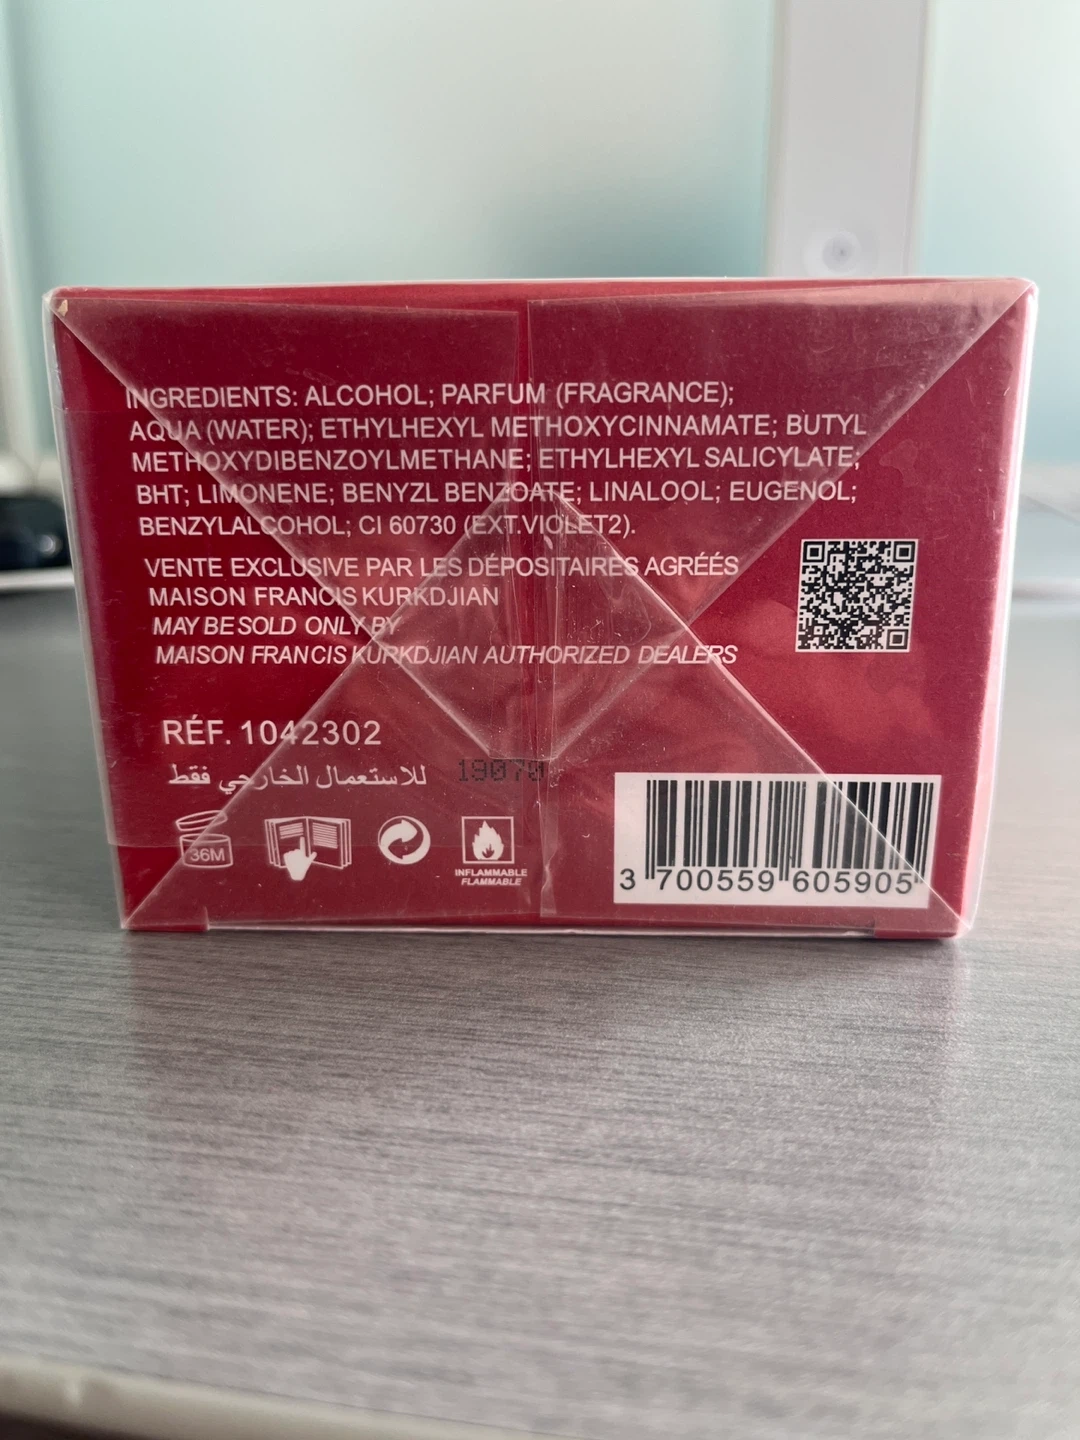 INGREDIENTS: ALCOHOL; PARFUM (FRAGRANCE);
AQUA (WATER); ETHYLHEXYL METHOXYCINNAMATE; BUTYL
METHOXYDIBENZOYLMETHANE; ETHYLHEXYL SALICYLATE;
BHT; LIMONENE; BENYZL BENZOATE; LINALOOL; EUGENOL;
BENZYLALCOHOL; CI 60730 (EXT.VIOLET2).
VENTE EXCLUSIVE PAR LES DÉPOSITAIRES AGRÉÉS
MAISON FRANCIS KURKDJIAN
MAY BE SOLD ONLY BY
MAISON FRANCIS KURKDJIAN AUTHORIZED DEALERS
RÉF. 1042302
للاستعمال الخارجي فقط
36M
INFLAMMABLE
FLAMMABLE
3 700559 605905